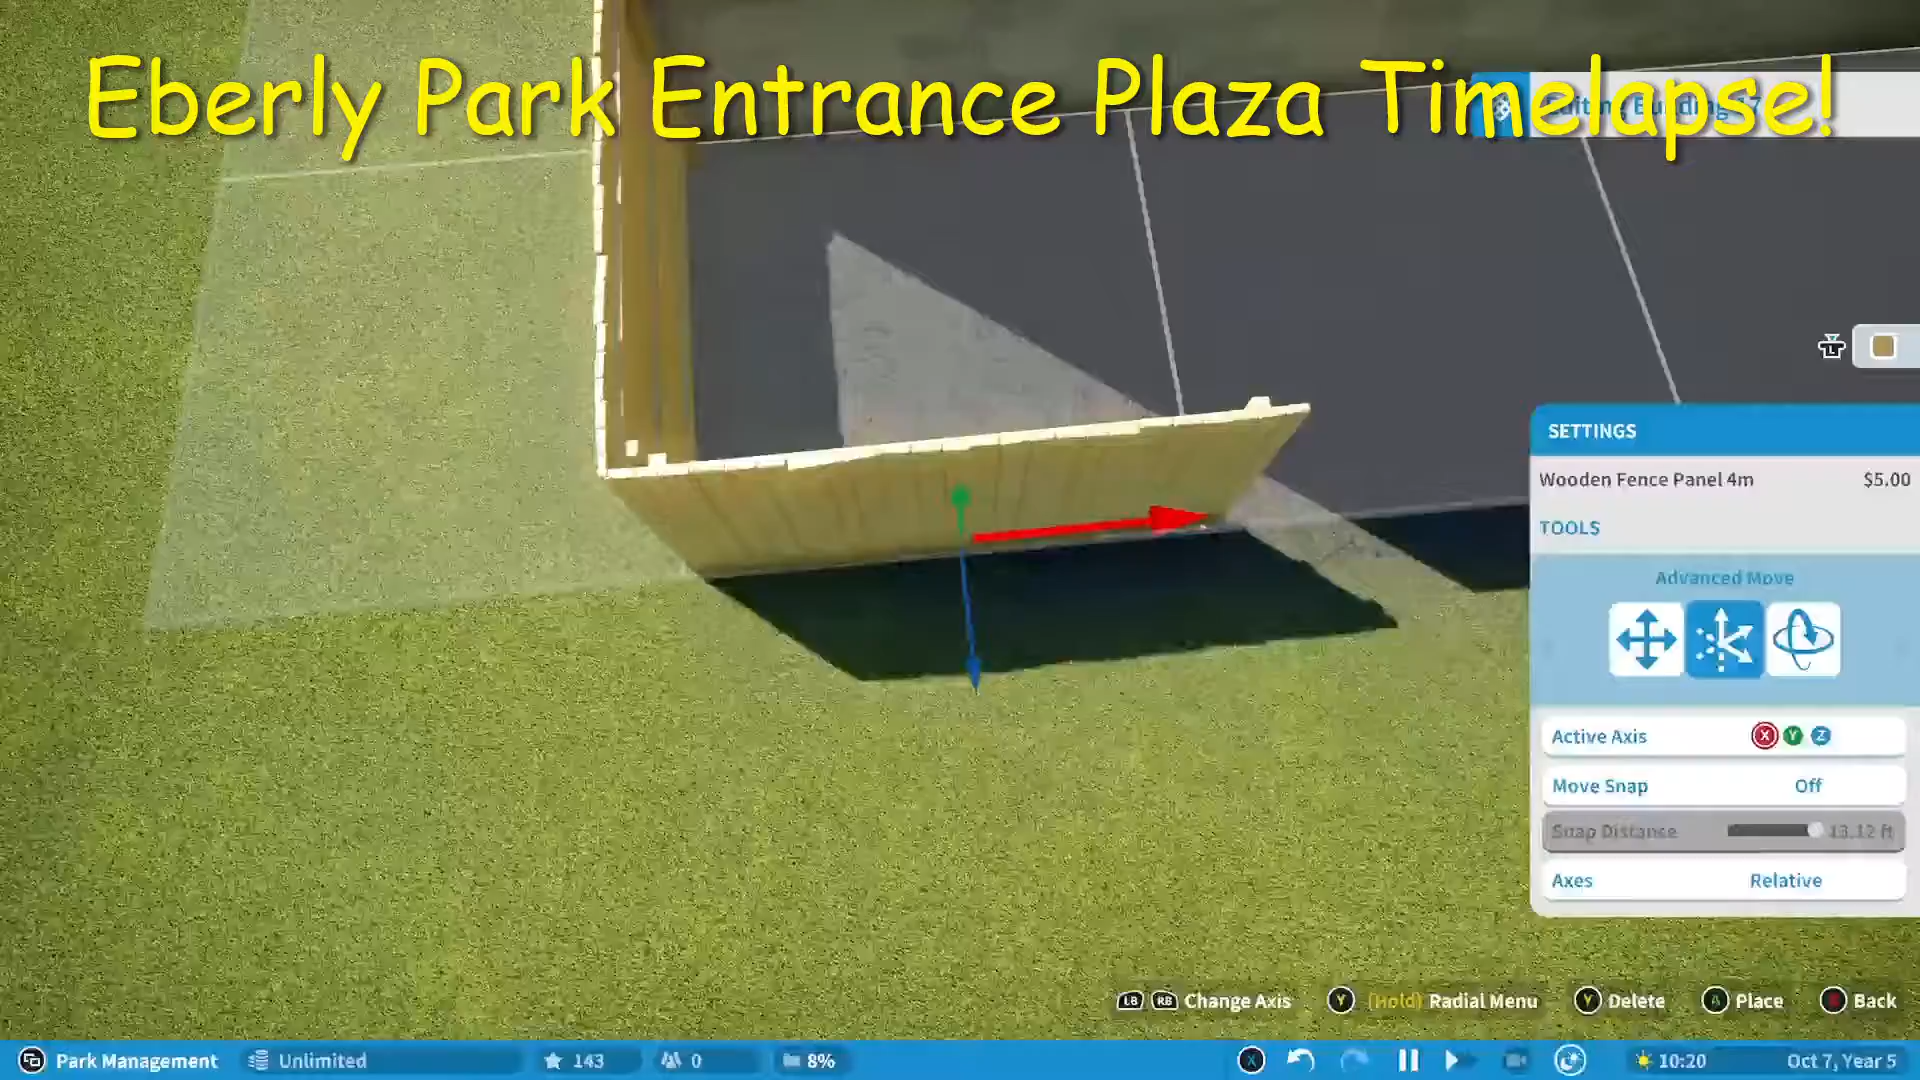 Eberly Park Entrance Plaza Timelapse!
SETTINGS
Wooden Fence Panel 4m $5.00
TOOLS
Advanced Move
Active Axis X Y Z
Move Snap Off
Snap Distance 13.12 ft
Axes Relative
LB RB Change Axis Y (Hold) Radial Menu Y Delete A Place Back
Park Management Unlimited 143 0 8% X 10:20 Oct 7, Year 5